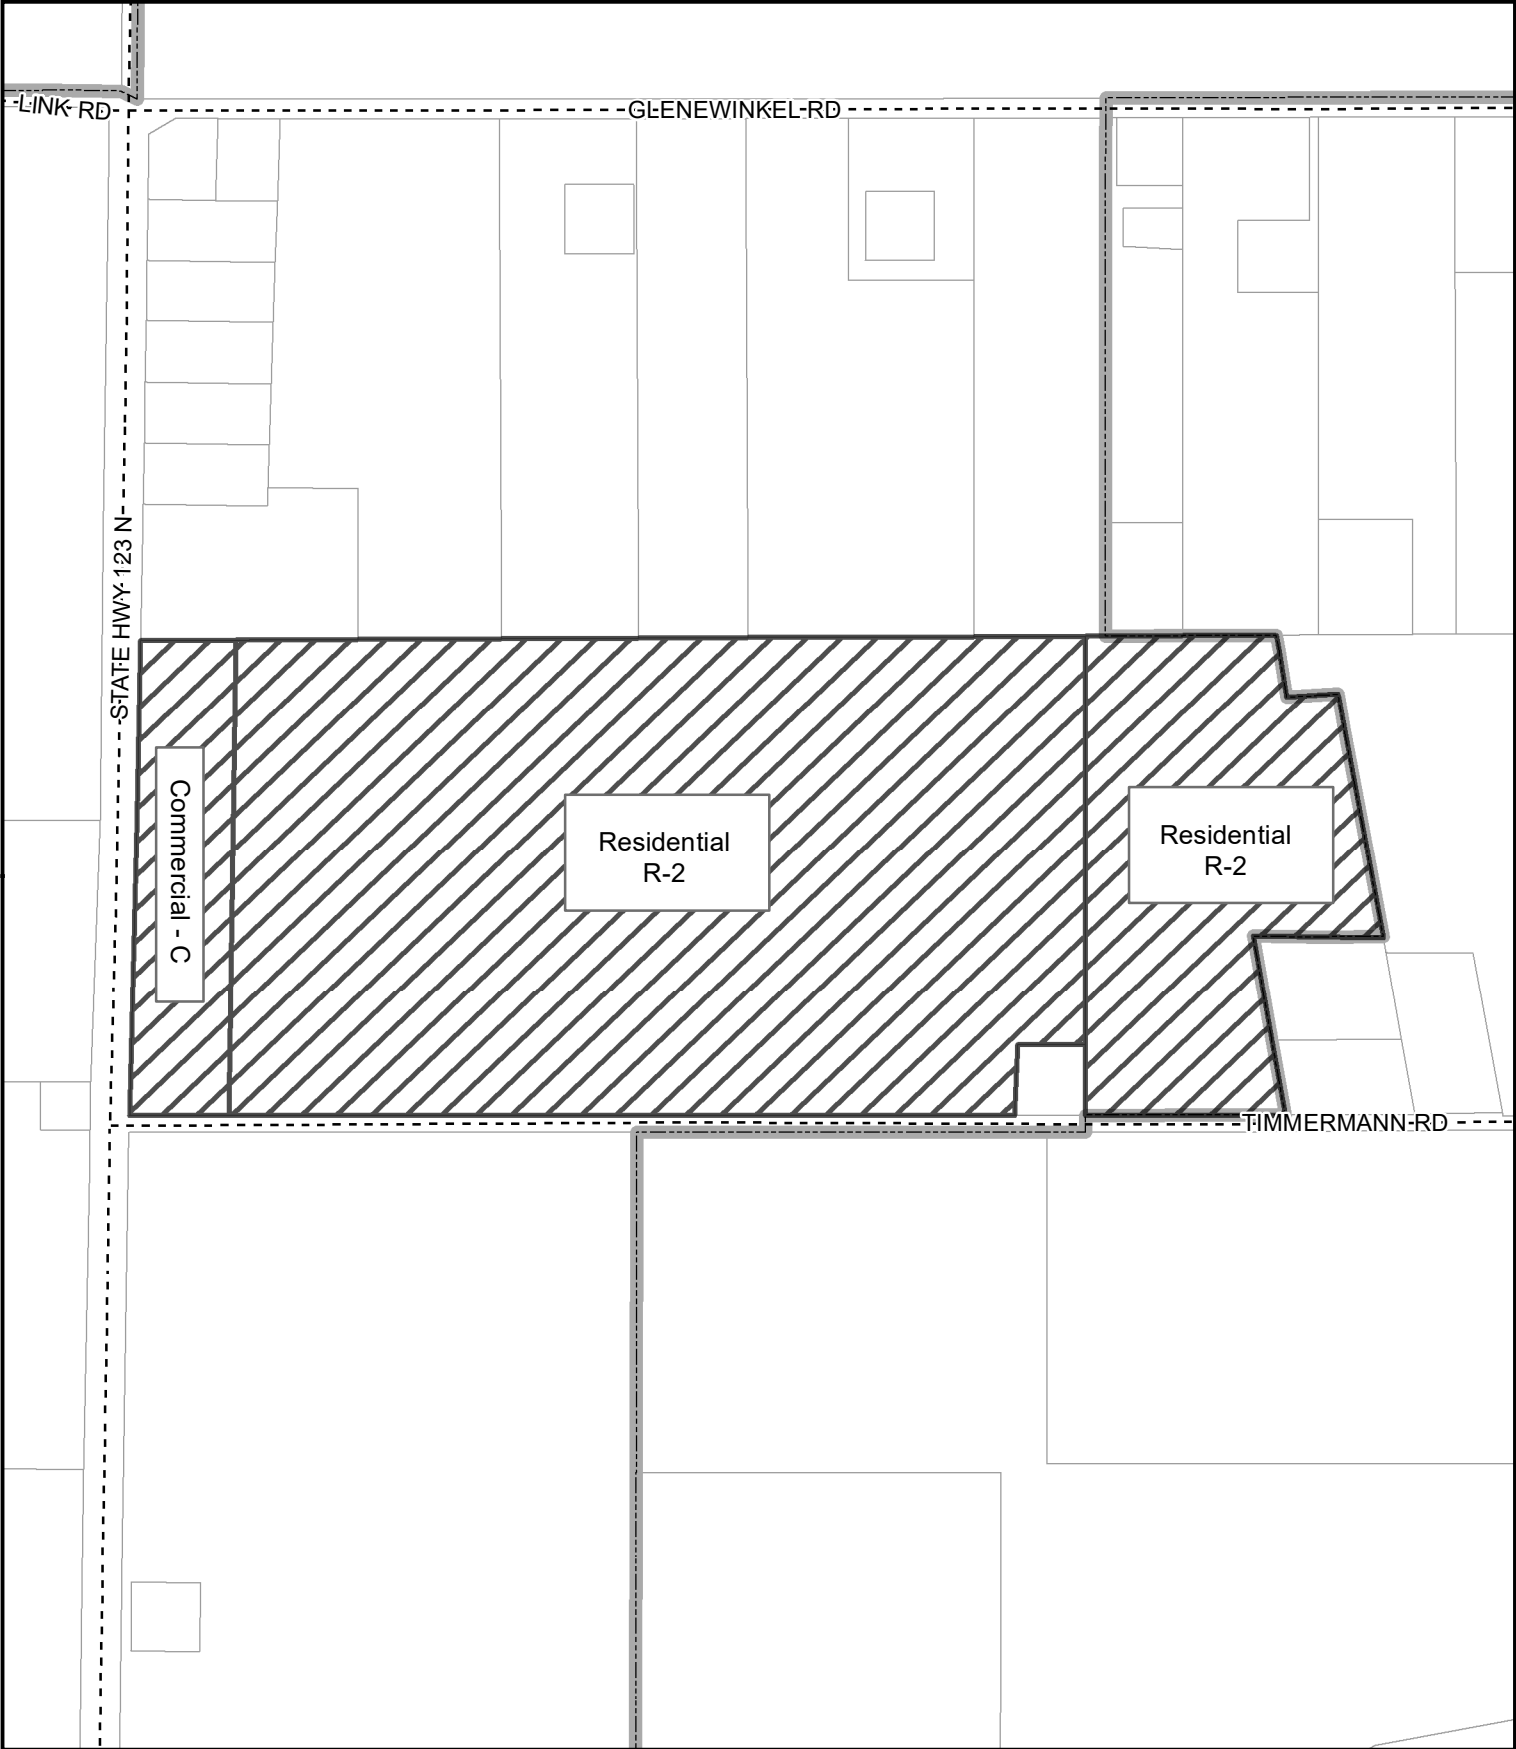 LINK RD
GLENEWINKEL RD
STATE HWY 123 N
Commercial - C
Residential
R-2
Residential
R-2
TIMMERMANN RD